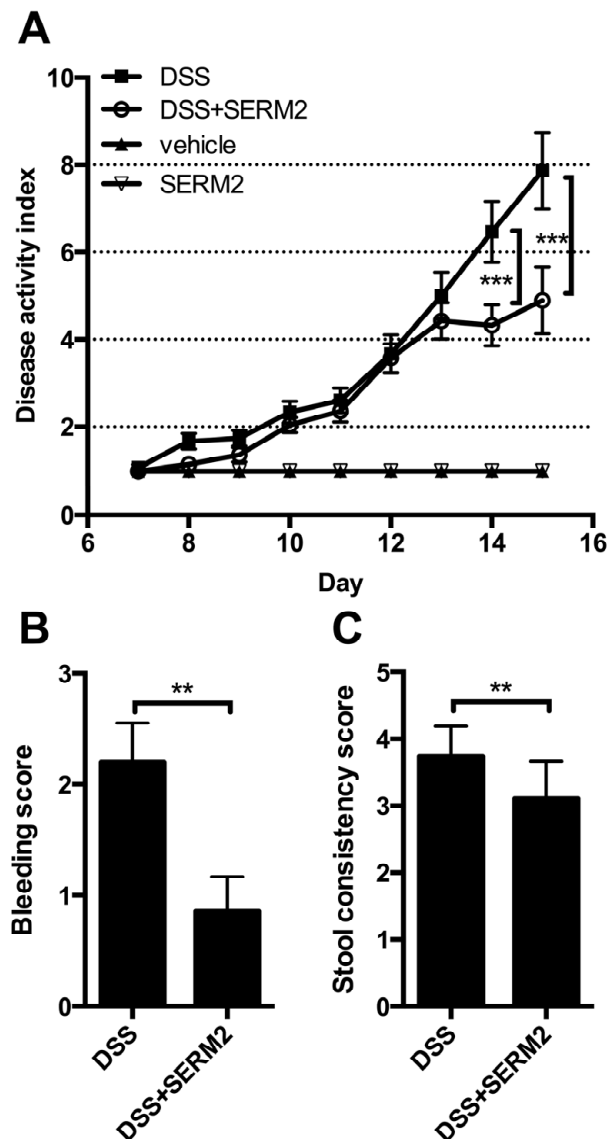 A
DSS
DSS+SERM2
vehicle
SERM2
10
8
6
4
2
0
Disease activity index
***
***
6
8
10
12
14
16
Day
B
3
2
1
0
Bleeding score
**
DSS
DSS+SERM2
C
5
4
3
2
1
0
Stool consistency score
**
DSS
DSS+SERM2